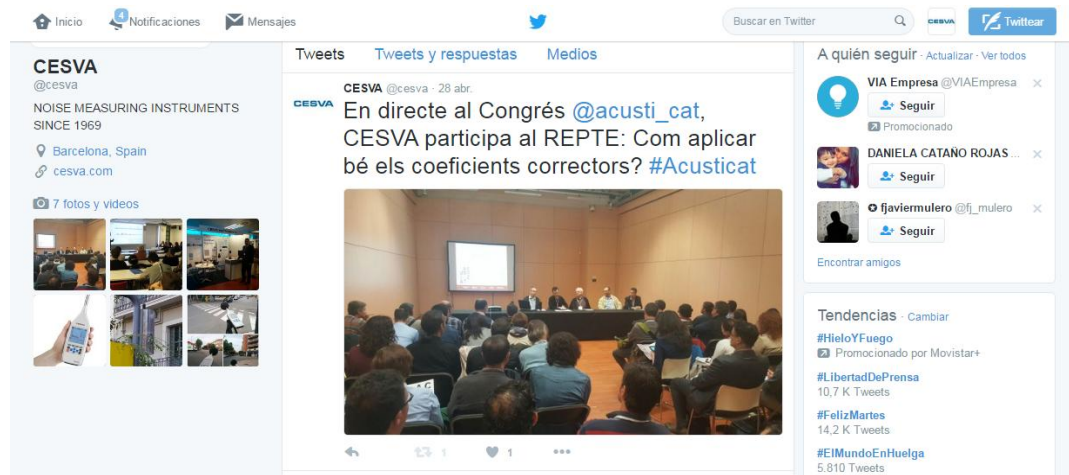 Inicio
4
Notificaciones
Mensajes
Buscar en Twitter
CESVA
Twittear
CESVA
@cesva
NOISE MEASURING INSTRUMENTS
SINCE 1969
Barcelona, Spain
cesva.com
7 fotos y videos
Tweets
Tweets y respuestas
Medios
CESVA
CESVA @cesva · 28 abr.
En directe al Congrés @acusti_cat,
CESVA participa al REPTE: Com aplicar
bé els coeficients correctors? #Acusticat
1
1
A quién seguir · Actualizar · Ver todos
VIA Empresa @VIAEmpresa
Seguir
Promocionado
DANIELA CATAÑO ROJAS ...
Seguir
fjaviermulero @fj_mulero
Seguir
Encontrar amigos
Tendencias · Cambiar
#HieloYFuego
Promocionado por Movistar+
#LibertadDePrensa
10,7 K Tweets
#FelizMartes
14,2 K Tweets
#ElMundoEnHuelga
5.810 Tweets